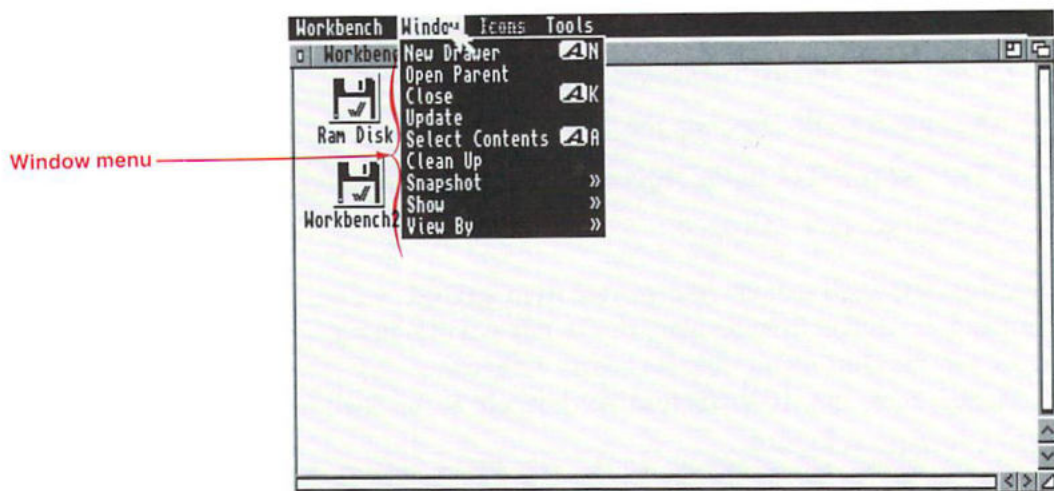 Workbench Window Icons Tools
Workben
New Drawer A N
Open Parent
Close A K
Update
Select Contents A A
Clean Up
Snapshot »
Show »
View By »
Ram Disk
Workbench2
Window menu